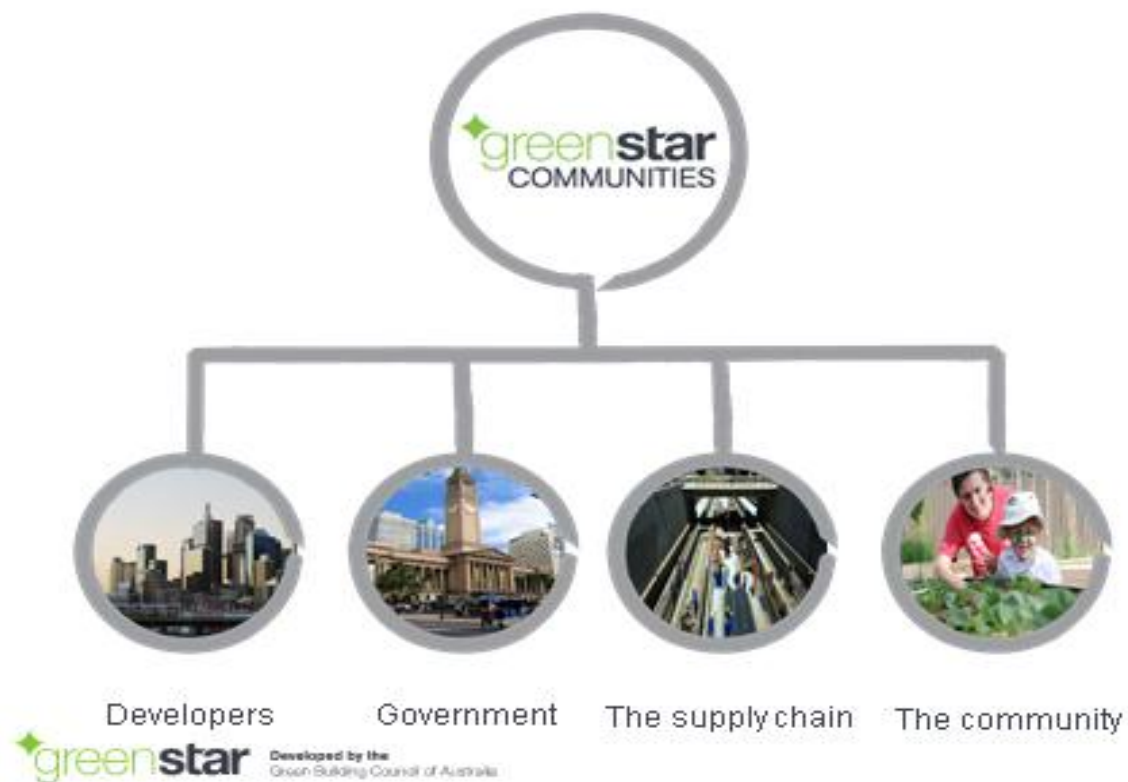 greenstar
COMMUNITIES
Developers
Government
The supply chain
The community
greenstar
Developed by the
Green Building Council of Australia